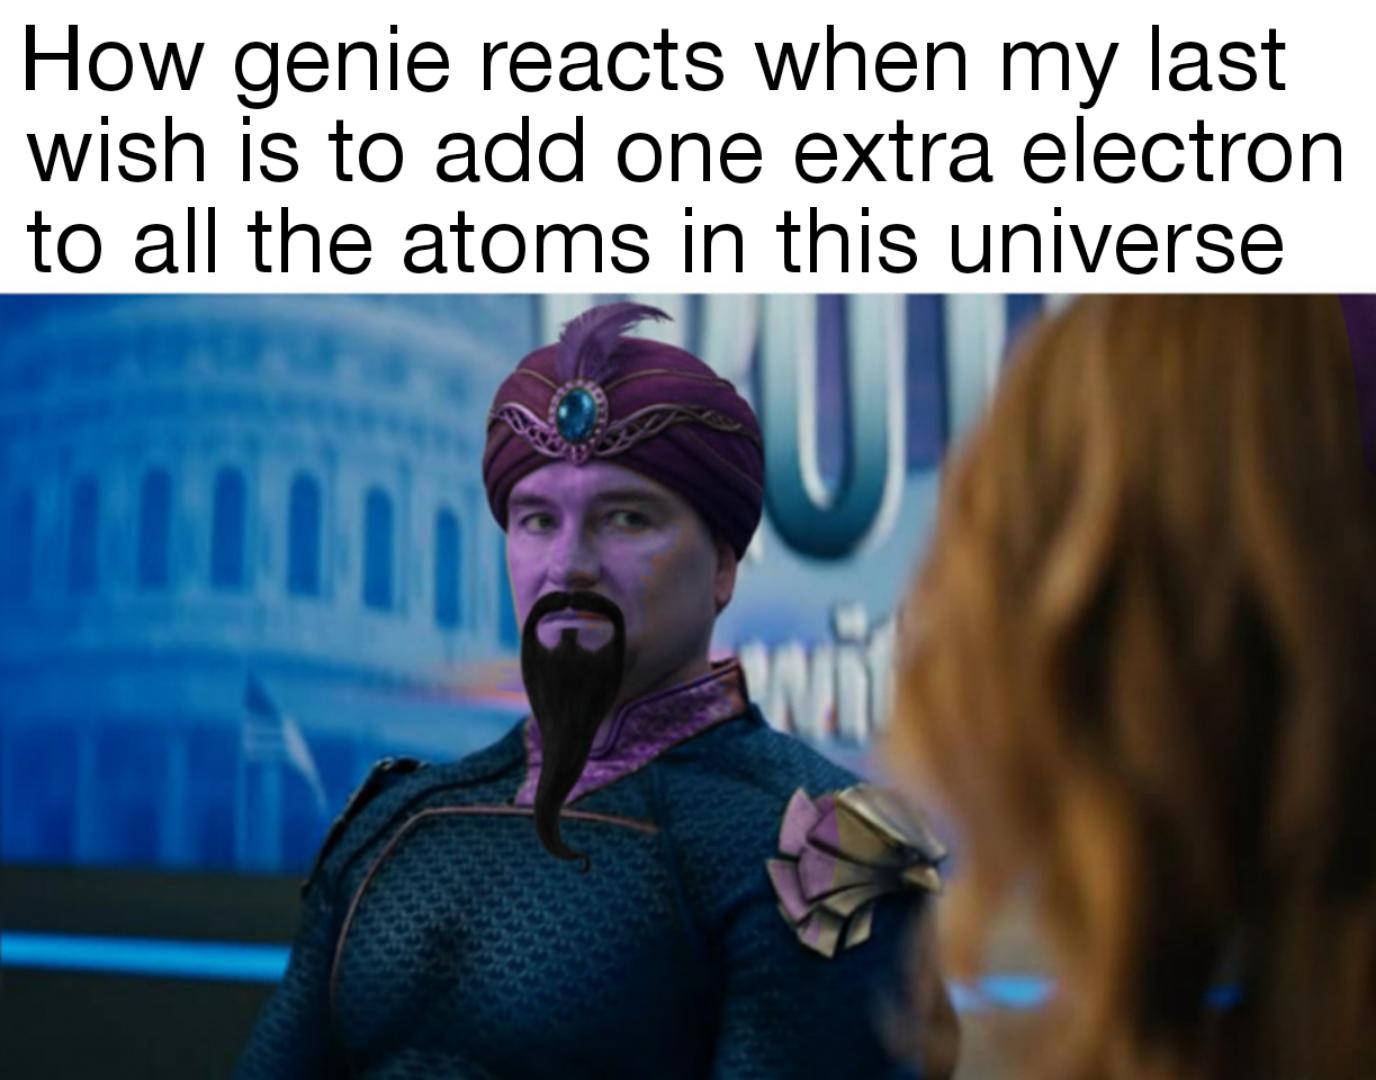 How genie reacts when my last
wish is to add one extra electron
to all the atoms in this universe